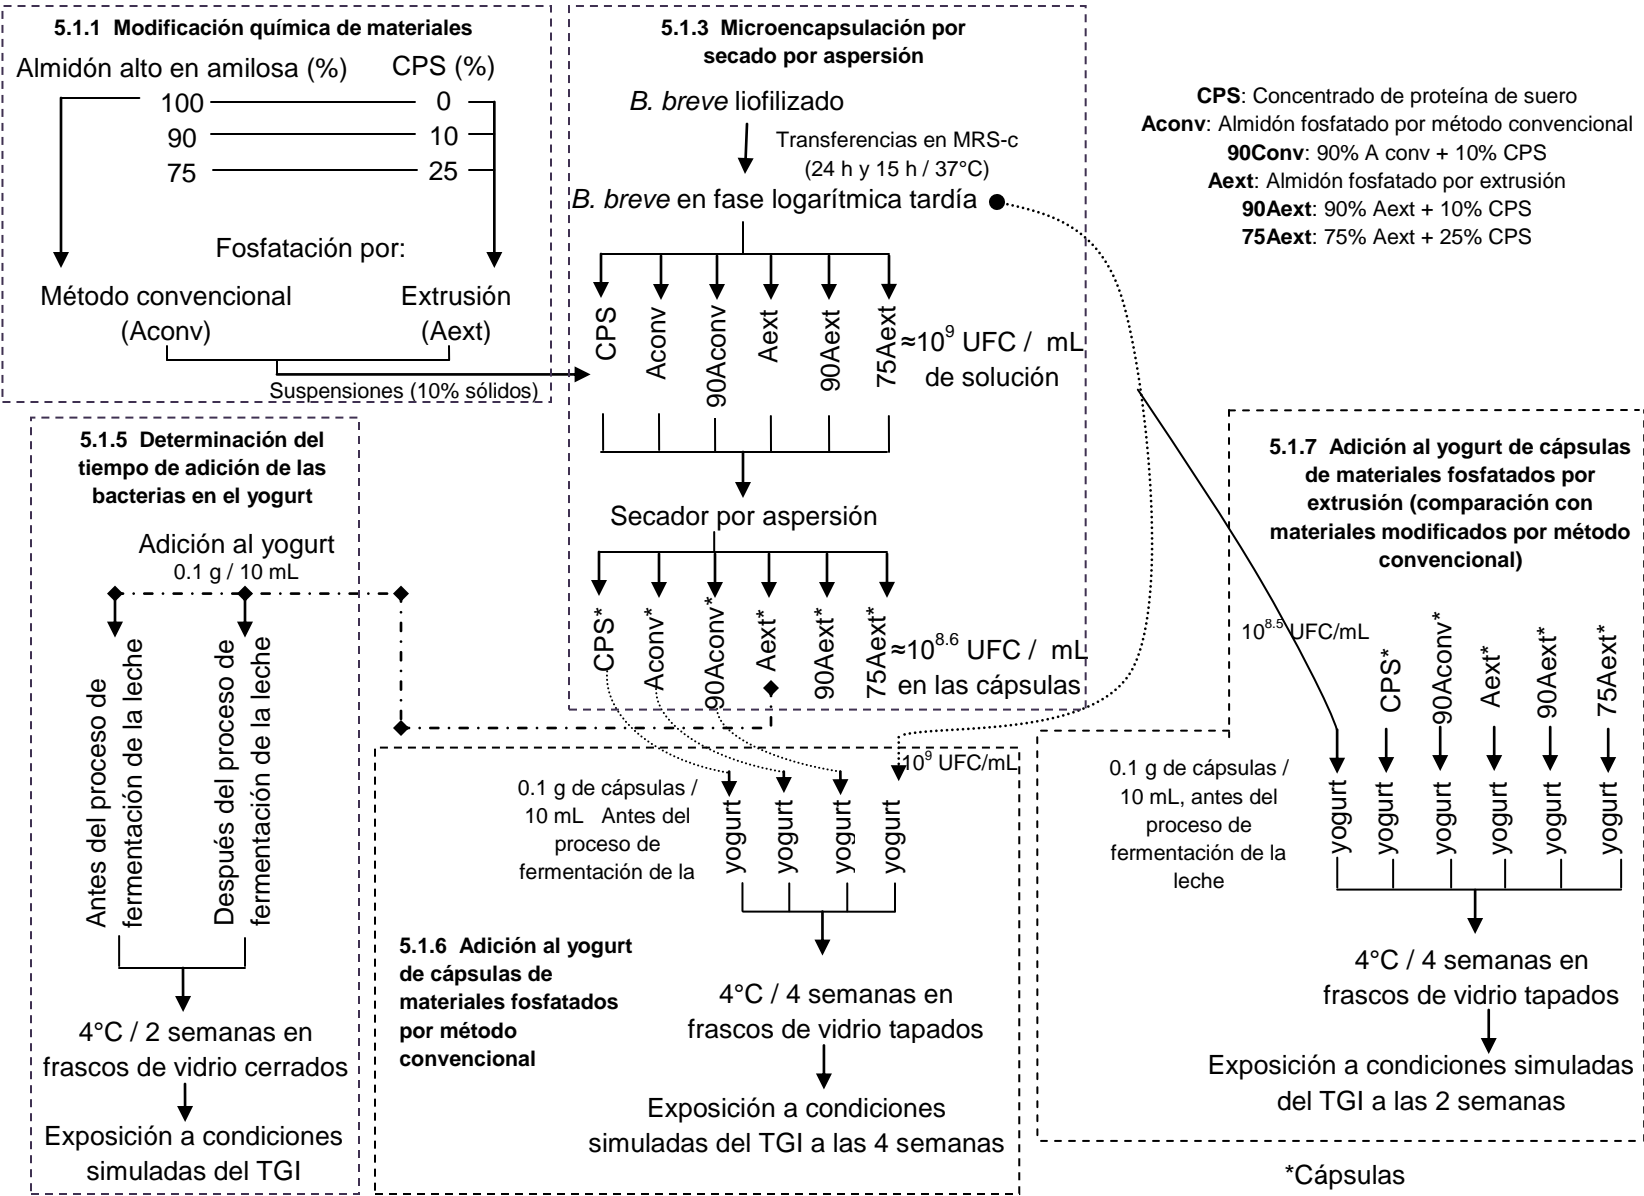 5.1.1 Modificación química de materiales
Almidón alto en amilosa (%)
CPS (%)
100
0
90
10
75
25
Fosfatación por:
Método convencional
(Aconv)
Extrusión
(Aext)
Suspensiones (10% sólidos)
5.1.3 Microencapsulación por
secado por aspersión
B. breve liofilizado
Transferencias en MRS-c
(24 h y 15 h / 37°C)
B. breve en fase logarítmica tardía
CPS
Aconv
90Aconv
Aext
90Aext
75Aext
≈10⁹ UFC / mL
de solución
Secador por aspersión
CPS*
Aconv*
90Aconv*
Aext*
90Aext*
75Aext*
≈10⁸·⁶ UFC / mL
en las cápsulas
CPS: Concentrado de proteína de suero
Aconv: Almidón fosfatado por método convencional
90Conv: 90% A conv + 10% CPS
Aext: Almidón fosfatado por extrusión
90Aext: 90% Aext + 10% CPS
75Aext: 75% Aext + 25% CPS
5.1.5 Determinación del
tiempo de adición de las
bacterias en el yogurt
Adición al yogurt
0.1 g / 10 mL
Antes del proceso de
fermentación de la leche
Después del proceso de
fermentación de la leche
4°C / 2 semanas en
frascos de vidrio cerrados
Exposición a condiciones
simuladas del TGI
10⁹ UFC/mL
0.1 g de cápsulas /
10 mL Antes del
proceso de
fermentación de la
yogurt
yogurt
yogurt
yogurt
5.1.6 Adición al yogurt
de cápsulas de
materiales fosfatados
por método
convencional
4°C / 4 semanas en
frascos de vidrio tapados
Exposición a condiciones
simuladas del TGI a las 4 semanas
5.1.7 Adición al yogurt de cápsulas
de materiales fosfatados por
extrusión (comparación con
materiales modificados por método
convencional)
10⁸·⁵ UFC/mL
CPS*
90Aconv*
Aext*
90Aext*
75Aext*
0.1 g de cápsulas /
10 mL, antes del
proceso de
fermentación de la
leche
yogurt
yogurt
yogurt
yogurt
yogurt
yogurt
4°C / 4 semanas en
frascos de vidrio tapados
Exposición a condiciones simuladas
del TGI a las 2 semanas
*Cápsulas